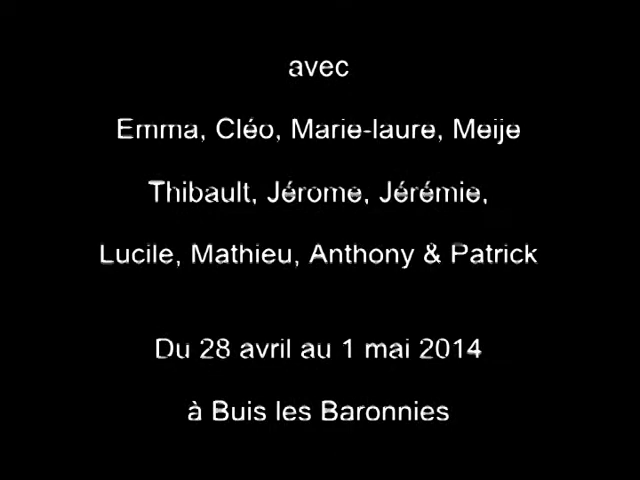 avec
Emma, Cléo, Marie-laure, Meije
Thibault, Jérome, Jérémie,
Lucile, Mathieu, Anthony & Patrick
Du 28 avril au 1 mai 2014
à Buis les Baronnies